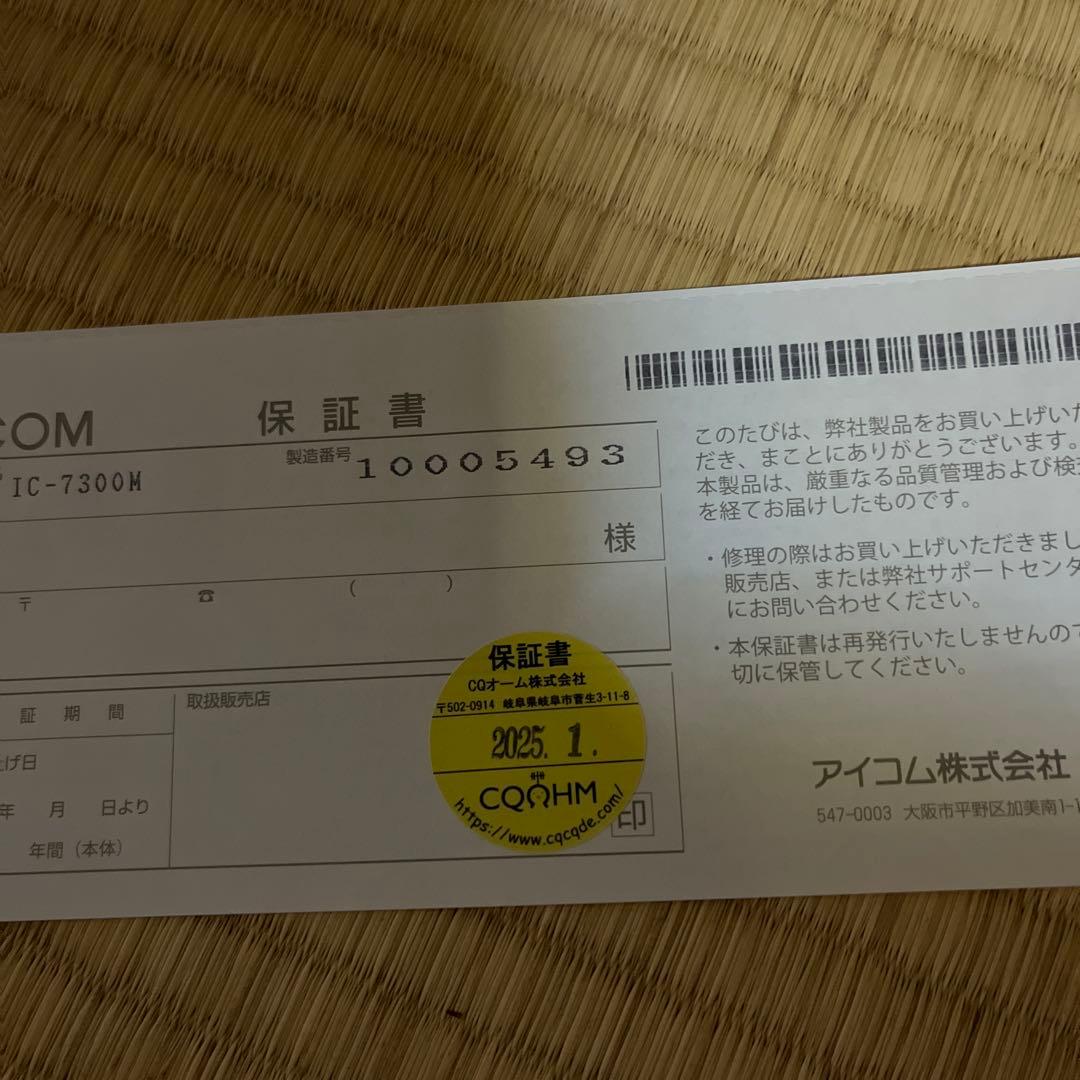 COM 保証書
IC-7300M
製造番号 10005493
様
〒 ☎ ( )
証期間
取扱販売店
げ日
年 月 日より
年間（本体）
印
保証書
CQオーム株式会社
〒502-0914 岐阜県岐阜市菅生3-11-8
2025. 1.
CQOHM
https://www.cqcqde.com/
このたびは、弊社製品をお買い上げいた
だき、まことにありがとうございます。
本製品は、厳重なる品質管理および検
を経てお届けしたものです。
・修理の際はお買い上げいただきまし
販売店、または弊社サポートセンタ
にお問い合わせください。
・本保証書は再発行いたしませんので
切に保管してください。
アイコム株式会社
547-0003 大阪市平野区加美南1-1